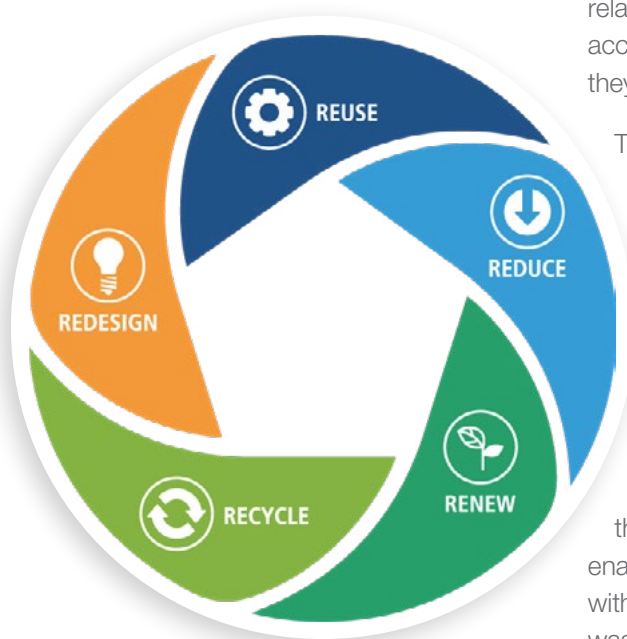 rela
acc
they
T
REUSE
REDUCE
REDESIGN
RENEW
RECYCLE
th
ena
with